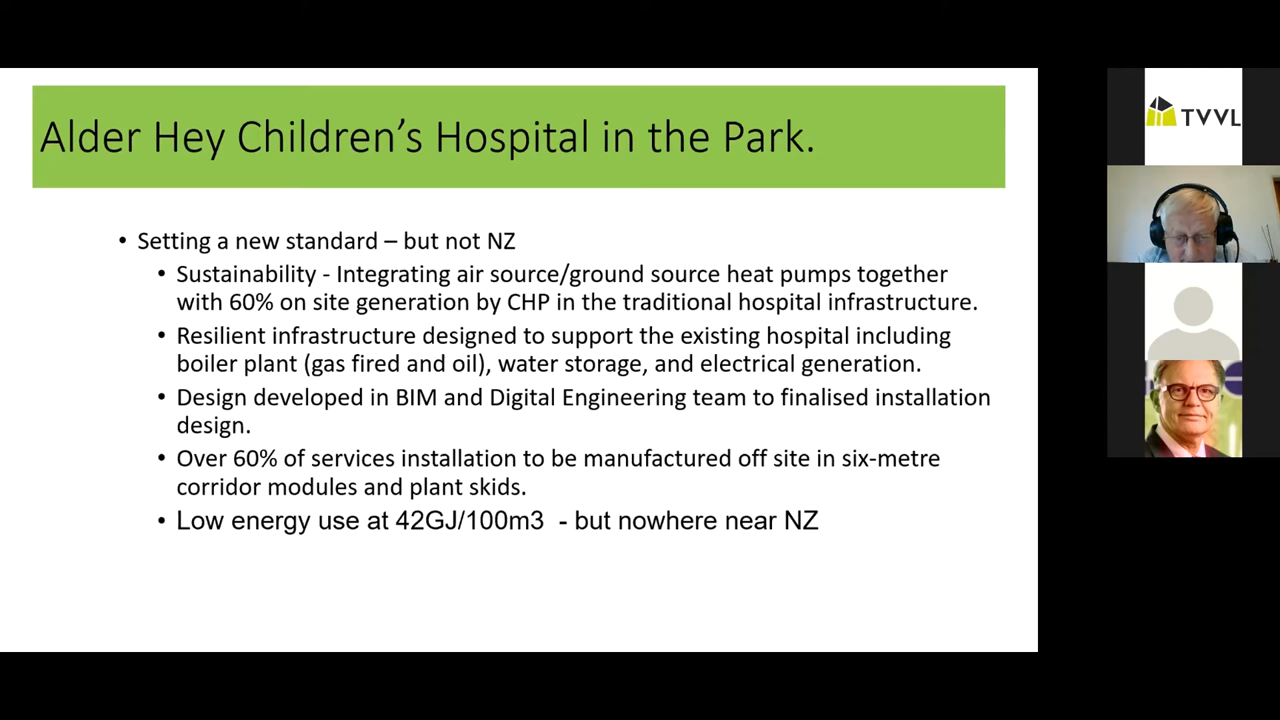 Alder Hey Children’s Hospital in the Park.
• Setting a new standard – but not NZ
• Sustainability - Integrating air source/ground source heat pumps together
with 60% on site generation by CHP in the traditional hospital infrastructure.
• Resilient infrastructure designed to support the existing hospital including
boiler plant (gas fired and oil), water storage, and electrical generation.
• Design developed in BIM and Digital Engineering team to finalised installation
design.
• Over 60% of services installation to be manufactured off site in six-metre
corridor modules and plant skids.
• Low energy use at 42GJ/100m3  - but nowhere near NZ
TVVL